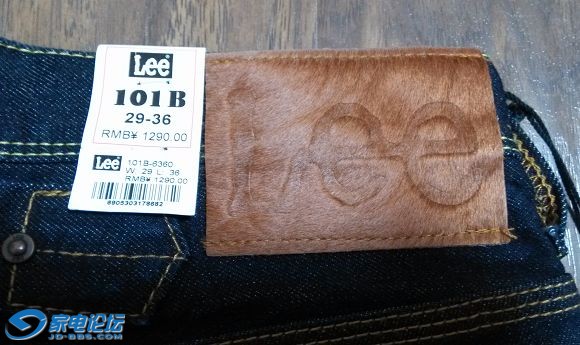 Lee
101B
29-36
RMB¥ 1290.00
Lee
101B-6360
W: 29 L: 36
RMB¥ 1290.00
8905303178682
Lee
家电论坛
JD-BBS.COM